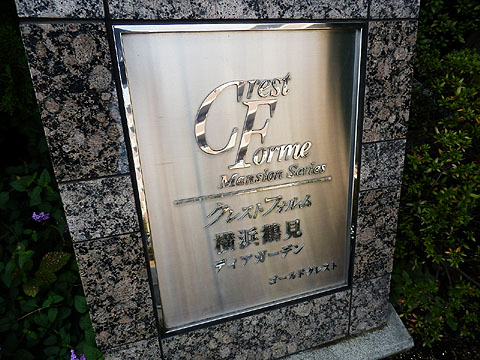 Crest
Forme
Mansion Series
クレストフォルム
横浜鶴見
ディアガーデン
ゴールドクレスト